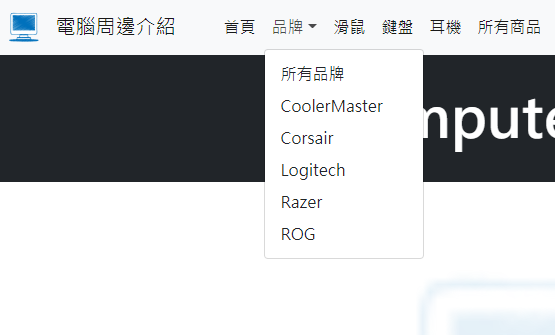 電腦周邊介紹 首頁 品牌 滑鼠 鍵盤 耳機 所有商品
所有品牌
CoolerMaster
Corsair
Logitech
Razer
ROG